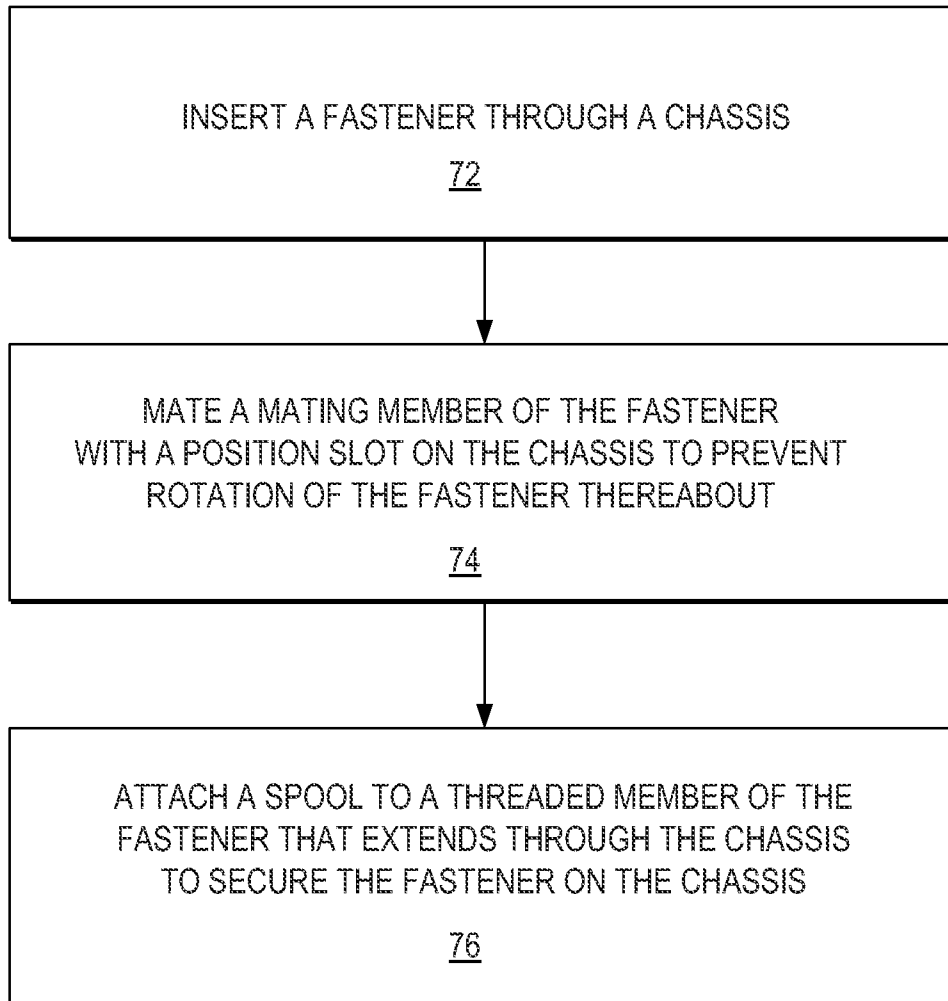 INSERT A FASTENER THROUGH A CHASSIS
72
MATE A MATING MEMBER OF THE FASTENER
WITH A POSITION SLOT ON THE CHASSIS TO PREVENT
ROTATION OF THE FASTENER THEREABOUT
74
ATTACH A SPOOL TO A THREADED MEMBER OF THE
FASTENER THAT EXTENDS THROUGH THE CHASSIS
TO SECURE THE FASTENER ON THE CHASSIS
76